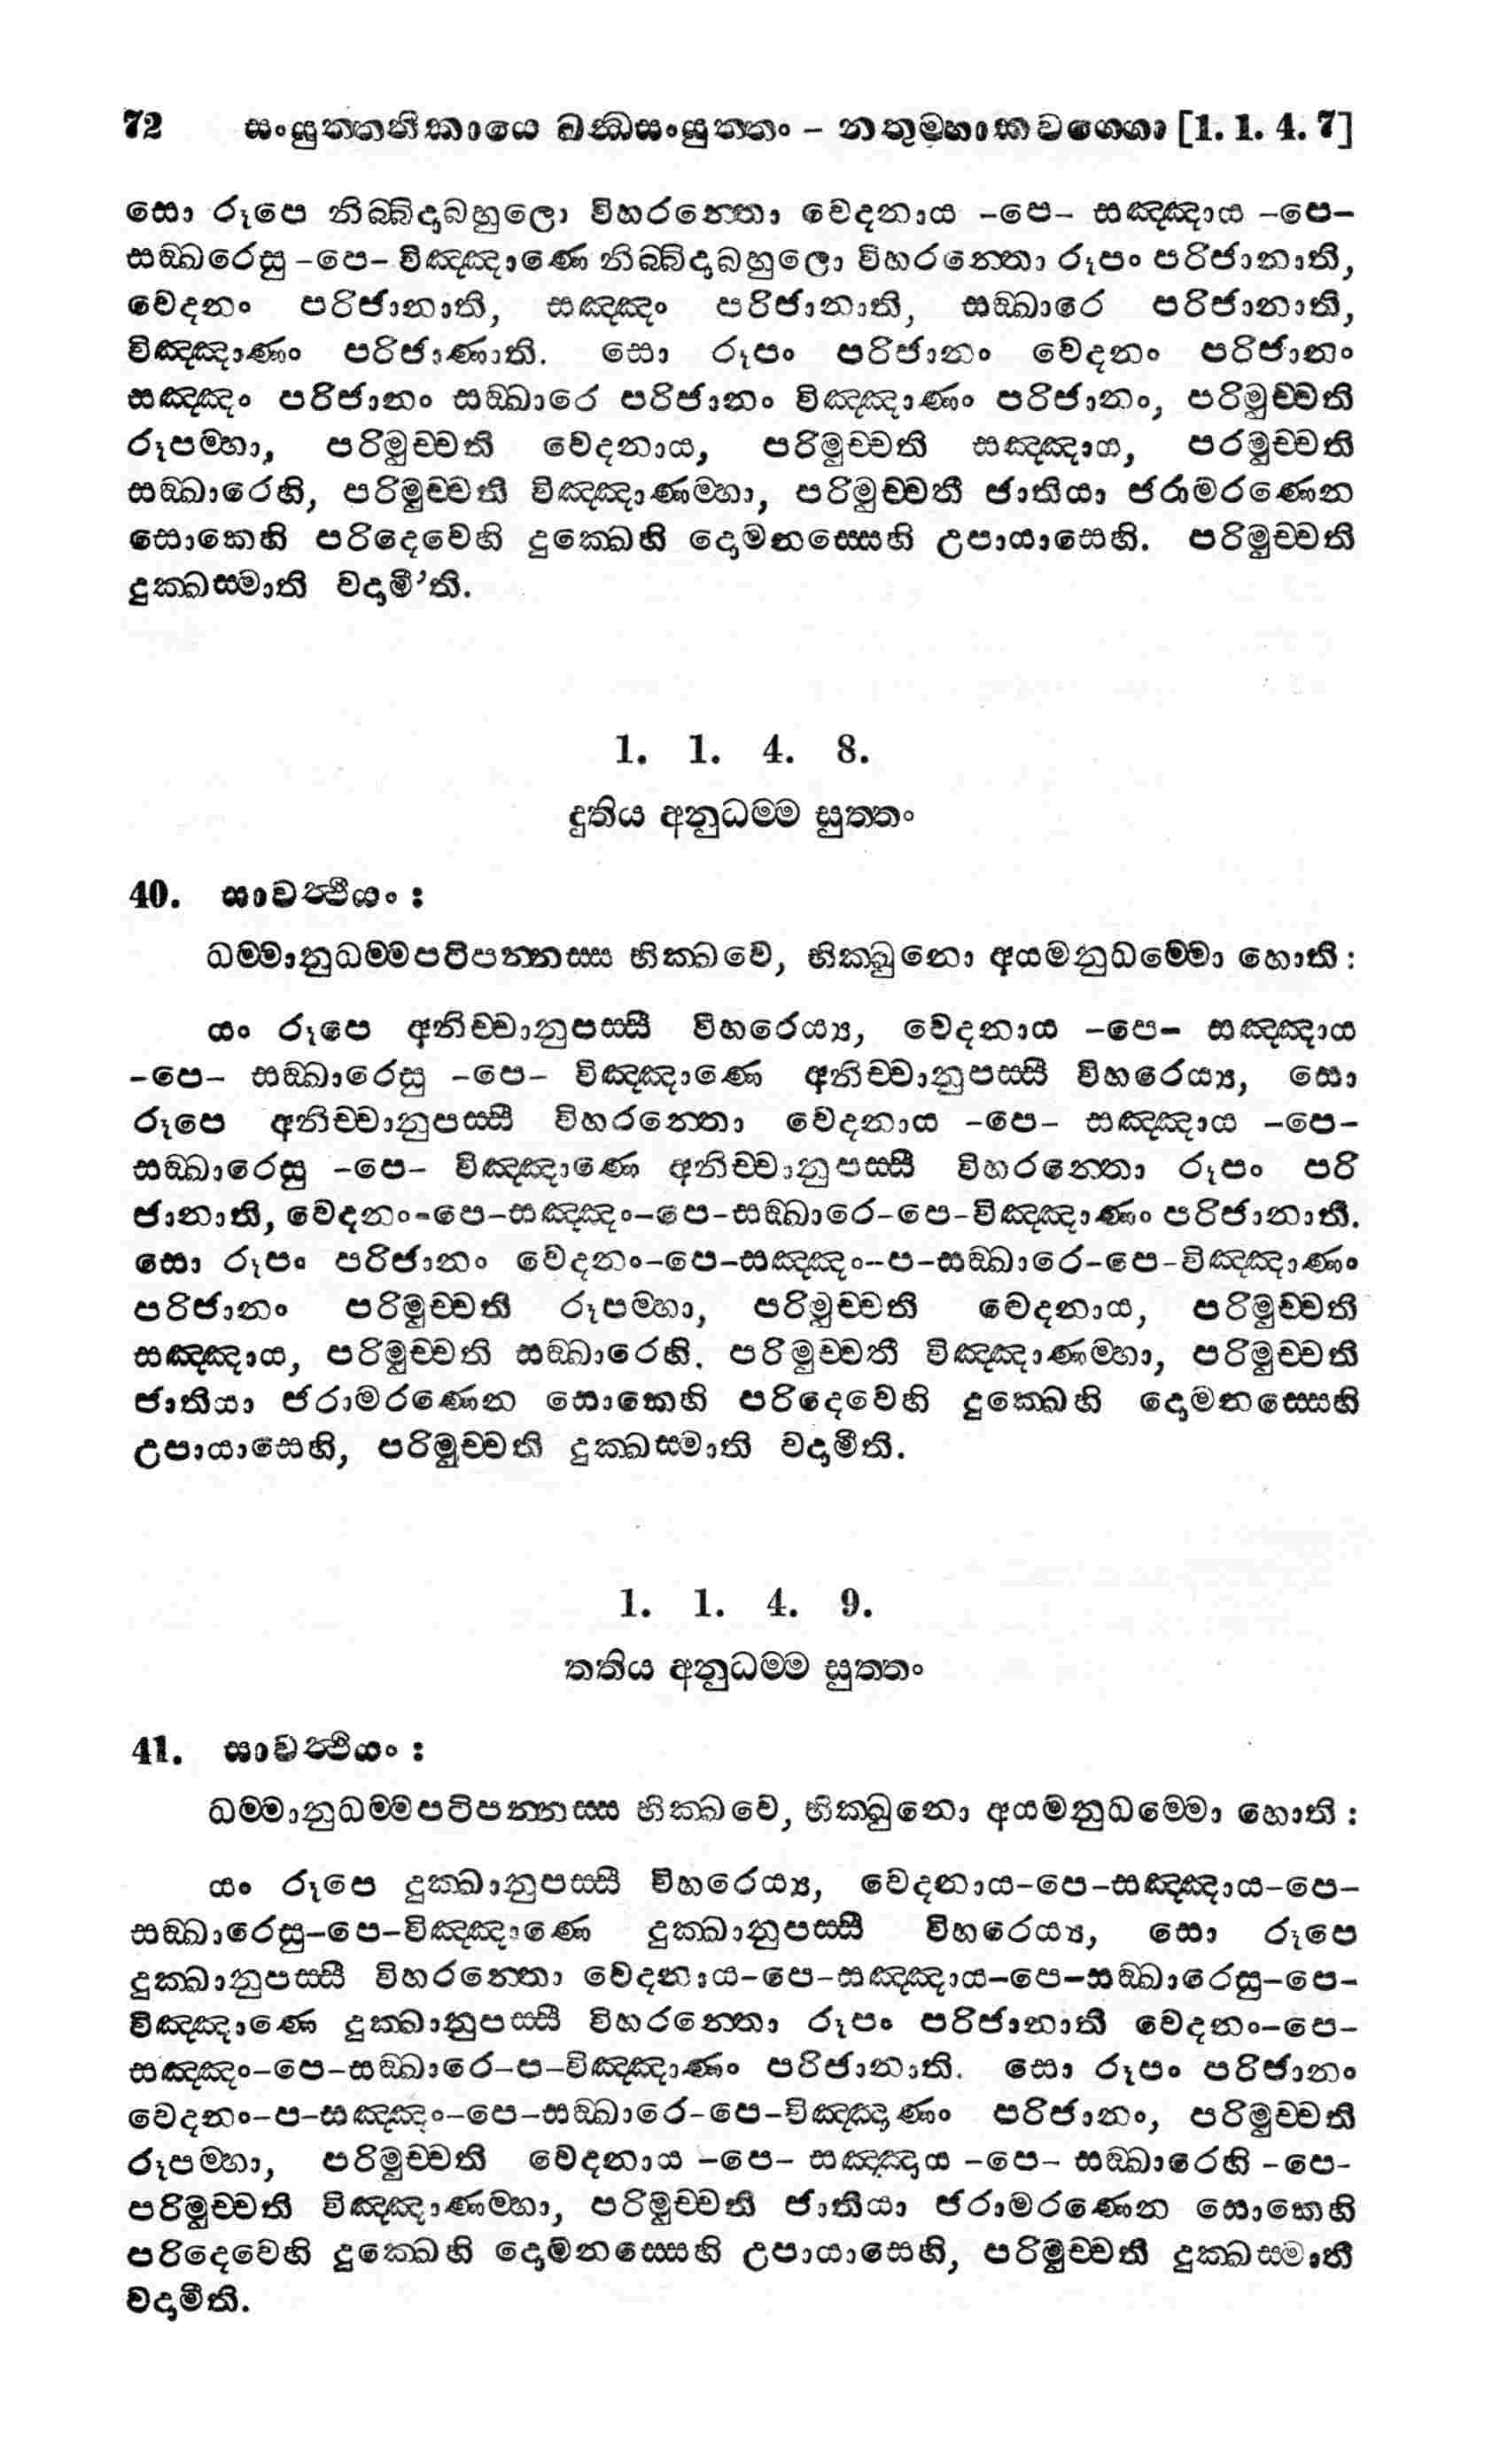 72 සංයුත්තනිකායෙ ඛන්ධසංයුත්තං – නතුම්හාකවග්ගො [1. 1. 4. 7]
සො රූපෙ නිබ්බිදාබහුලො විහරන්තො වෙදනාය -පෙ- සඤ්ඤාය -පෙ-
සඞ්ඛරෙසු -පෙ- විඤ්ඤාණෙ නිබ්බිදාබහුලො විහරන්තො රූපං පරිජානාති,
වෙදනං පරිජානාති, සඤ්ඤං පරිජානාති, සඞ්ඛාරෙ පරිජානාති,
විඤ්ඤාණං පරිජාණාති. සො රූපං පරිජානං වෙදනං පරිජානං
සඤ්ඤං පරිජානං සඞ්ඛාරෙ පරිජානං විඤ්ඤාණං පරිජානං, පරිමුච්චති
රූපම්හා, පරිමුච්චති වෙදනාය, පරිමුච්චති සඤ්ඤාය, පරමුච්චති
සඞ්ඛාරෙහි, පරිමුච්චති විඤ්ඤාණම්හා, පරිමුච්චති ජාතියා ජරාමරණෙන
සොකෙහි පරිදෙවෙහි දුක්ඛෙහි දොමනස්සෙහි උපායාසෙහි. පරිමුච්චති
දුක්ඛස්මාති වදාමී’ති.
1. 1. 4. 8.
දුතිය අනුධම්ම සුත්තං
40. සාවත්ථියං :
ධම්මානුධම්මපටිපන්නස්ස භික්ඛවෙ, භික්ඛුනො අයමනුධම්මො හොති :
යං රූපෙ අනිච්චානුපස්සී විහරෙය්‍ය, වෙදනාය -පෙ- සඤ්ඤාය
-පෙ- සඞ්ඛාරෙසු -පෙ- විඤ්ඤාණෙ අනිච්චානුපස්සී විහරෙය්‍ය, සො
රූපෙ අනිච්චානුපස්සී විහරන්තො වෙදනාය -පෙ- සඤ්ඤාය -පෙ-
සඞ්ඛාරෙසු -පෙ- විඤ්ඤාණෙ අනිච්චානුපස්සී විහරන්තො රූපං පරි
ජානාති, වෙදනං-පෙ-සඤ්ඤං-පෙ-සඞ්ඛාරෙ-පෙ-විඤ්ඤාණං පරිජානාති.
සො රූපං පරිජානං වෙදනං-පෙ-සඤ්ඤං-ප-සඞ්ඛාරෙ-පෙ-විඤ්ඤාණං
පරිජානං පරිමුච්චති රූපම්හා, පරිමුච්චති වෙදනාය, පරිමුච්චති
සඤ්ඤාය, පරිමුච්චති සඞ්ඛාරෙහි. පරිමුච්චති විඤ්ඤාණම්හා, පරිමුච්චති
ජාතියා ජරාමරණෙන සොකෙහි පරිදෙවෙහි දුක්ඛෙහි දොමනස්සෙහි
උපායාසෙහි, පරිමුච්චති දුක්ඛස්මාති වදාමීති.
1. 1. 4. 9.
තතිය අනුධම්ම සුත්තං
41. සාවත්ථියං :
ධම්මානුධම්මපටිපන්නස්ස භික්ඛවෙ, භික්ඛුනො අයමනුධම්මො හොති :
යං රූපෙ දුක්ඛානුපස්සී විහරෙය්‍ය, වෙදනාය-පෙ-සඤ්ඤාය-පෙ-
සඞ්ඛාරෙසු-පෙ-විඤ්ඤාණෙ දුක්ඛානුපස්සී විහරෙය්‍ය, සො රූපෙ
දුක්ඛානුපස්සී විහරන්තො වෙදනාය-පෙ-සඤ්ඤාය-පෙ-සඞ්ඛාරෙසු-පෙ-
විඤ්ඤාණෙ දුක්ඛානුපස්සී විහරන්තො රූපං පරිජානාති වෙදනං-පෙ-
සඤ්ඤං-පෙ-සඞ්ඛාරෙ-ප-විඤ්ඤාණං පරිජානාති. සො රූපං පරිජානං
වෙදනං-ප-සඤ්ඤං-පෙ-සඞ්ඛාරෙ-පෙ-විඤ්ඤාණං පරිජානං, පරිමුච්චති
රූපම්හා, පරිමුච්චති වෙදනාය -පෙ- සඤ්ඤාය -පෙ- සඞ්ඛාරෙහි -පෙ-
පරිමුච්චති විඤ්ඤාණම්හා, පරිමුච්චති ජාතියා ජරාමරණෙන සොකෙහි
පරිදෙවෙහි දුක්ඛෙහි දොමනස්සෙහි උපායාසෙහි, පරිමුච්චති දුක්ඛස්මාති
වදාමීති.